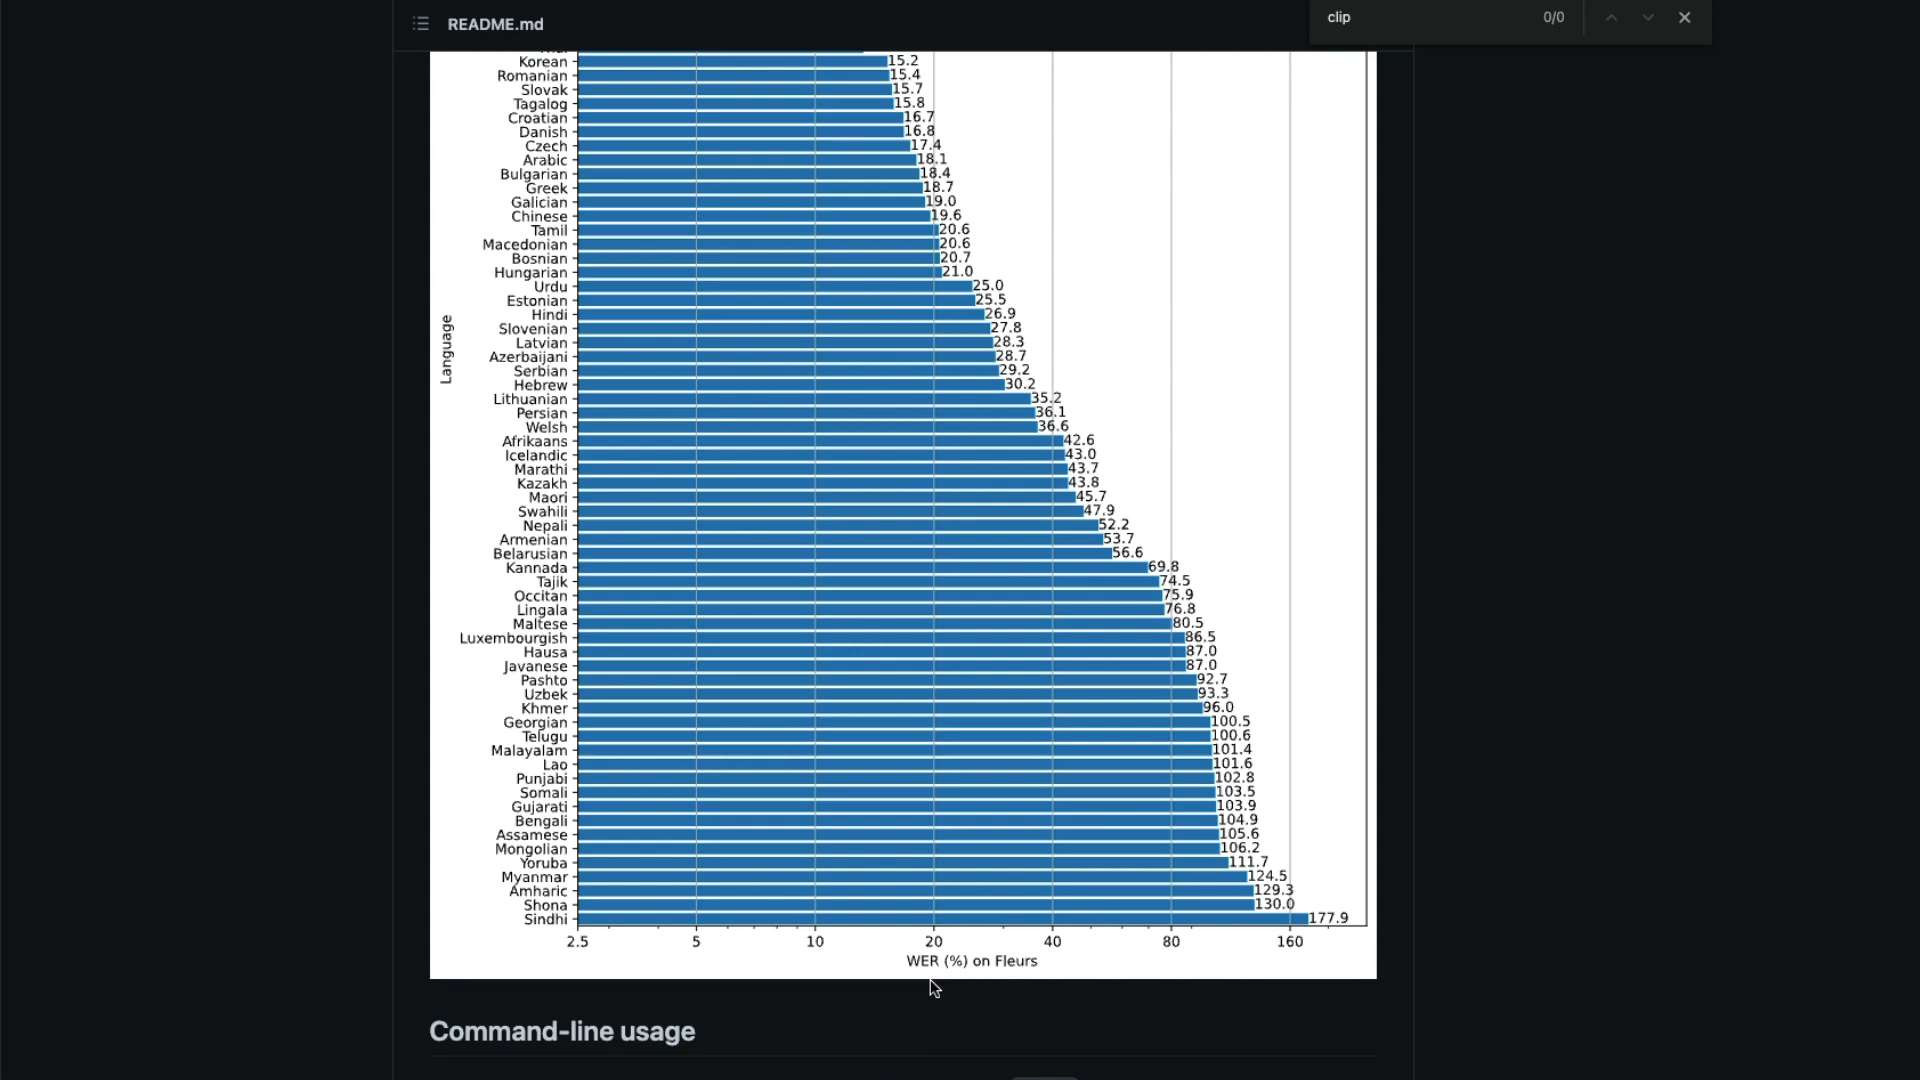 README.md
clip
0/0
Korean 15.2
Romanian 15.4
Slovak 15.7
Tagalog 15.8
Croatian 16.7
Danish 16.8
Czech 17.4
Arabic 18.1
Bulgarian 18.4
Greek 18.7
Galician 19.0
Chinese 19.6
Tamil 20.6
Macedonian 20.6
Bosnian 20.7
Hungarian 21.0
Urdu 25.0
Estonian 25.5
Hindi 26.9
Slovenian 27.8
Latvian 28.3
Azerbaijani 28.7
Serbian 29.2
Hebrew 30.2
Lithuanian 35.2
Persian 36.1
Welsh 36.6
Afrikaans 42.6
Icelandic 43.0
Marathi 43.7
Kazakh 43.8
Maori 45.7
Swahili 47.9
Nepali 52.2
Armenian 53.7
Belarusian 56.6
Kannada 69.8
Tajik 74.5
Occitan 75.9
Lingala 76.8
Maltese 80.5
Luxembourgish 86.5
Hausa 87.0
Javanese 87.0
Pashto 92.7
Uzbek 93.3
Khmer 96.0
Georgian 100.5
Telugu 100.6
Malayalam 101.4
Lao 101.6
Punjabi 102.8
Somali 103.5
Gujarati 103.9
Bengali 104.9
Assamese 105.6
Mongolian 106.2
Yoruba 111.7
Myanmar 124.5
Amharic 129.3
Shona 130.0
Sindhi 177.9
Language
2.5 5 10 20 40 80 160
WER (%) on Fleurs
Command-line usage